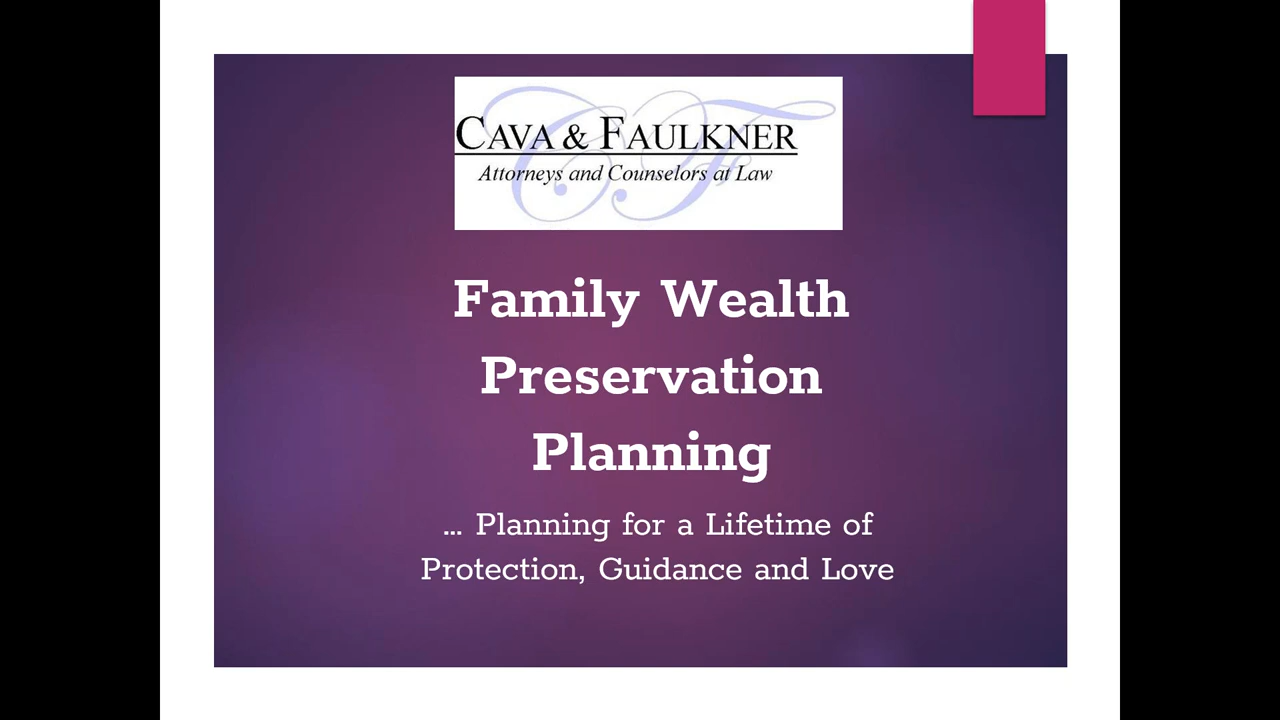 CAVA & FAULKNER
Attorneys and Counselors at Law
Family Wealth
Preservation
Planning
... Planning for a Lifetime of
Protection, Guidance and Love